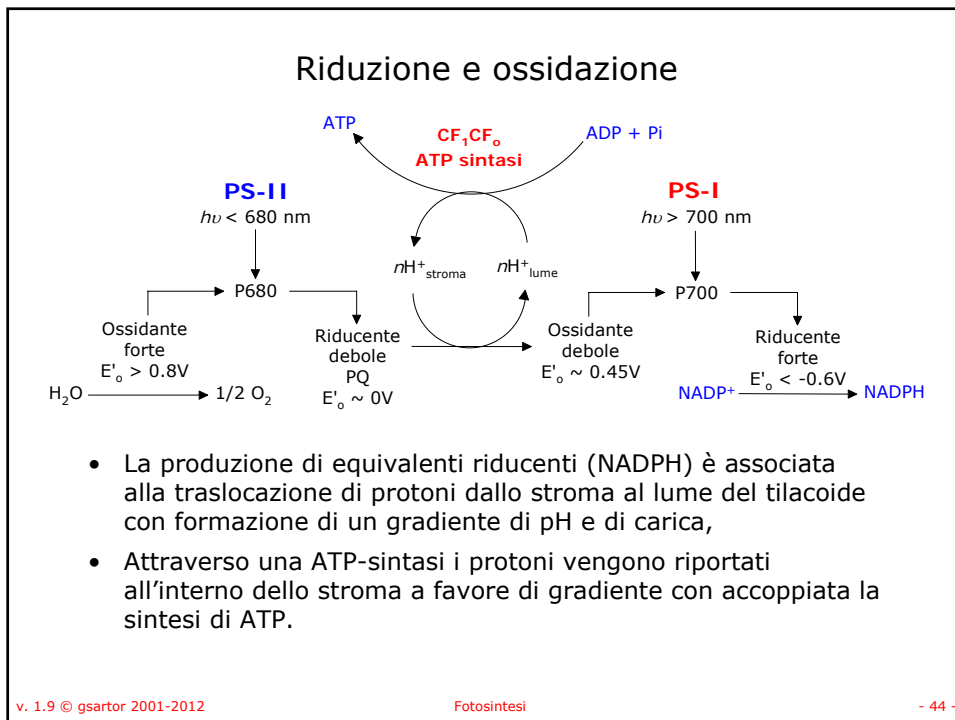 Riduzione e ossidazione
ATP
CF₁CFₒ
ATP sintasi
ADP + Pi
PS-II
hυ < 680 nm
PS-I
hυ > 700 nm
nH⁺stroma
nH⁺lume
P680
P700
Ossidante
forte
E'ₒ > 0.8V
Riducente
debole
PQ
E'ₒ ~ 0V
Ossidante
debole
E'ₒ ~ 0.45V
Riducente
forte
E'ₒ < -0.6V
H₂O
1/2 O₂
NADP⁺
NADPH
• La produzione di equivalenti riducenti (NADPH) è associata
alla traslocazione di protoni dallo stroma al lume del tilacoide
con formazione di un gradiente di pH e di carica,
• Attraverso una ATP-sintasi i protoni vengono riportati
all'interno dello stroma a favore di gradiente con accoppiata la
sintesi di ATP.
v. 1.9 © gsartor 2001-2012
Fotosintesi
- 44 -